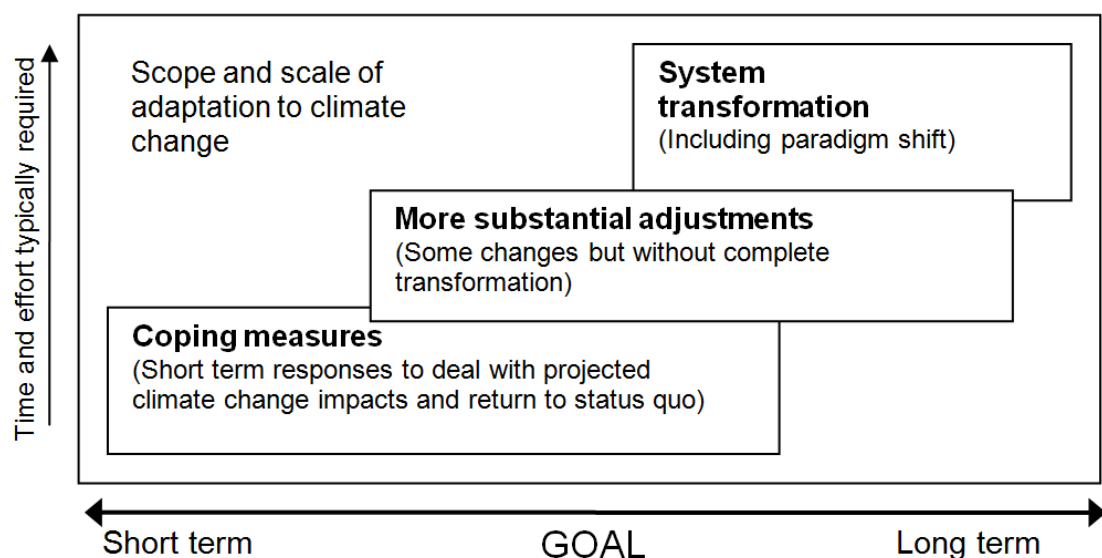 Time and effort typically required
Scope and scale of
adaptation to climate
change
System
transformation
(Including paradigm shift)
More substantial adjustments
(Some changes but without complete
transformation)
Coping measures
(Short term responses to deal with projected
climate change impacts and return to status quo)
Short term
GOAL
Long term